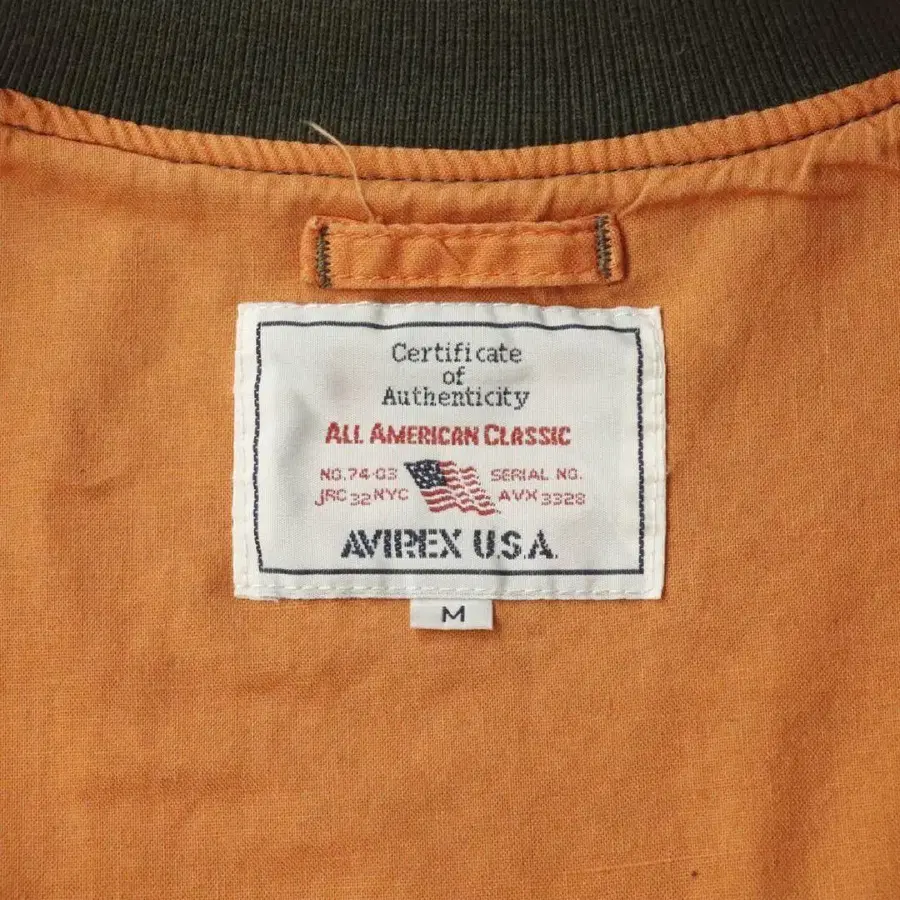 Certificate
of
Authenticity
ALL AMERICAN CLASSIC
NO.74-03 SERIAL NO.
JRC 32 NYC AVX 3328
AVIREX U.S.A.
M